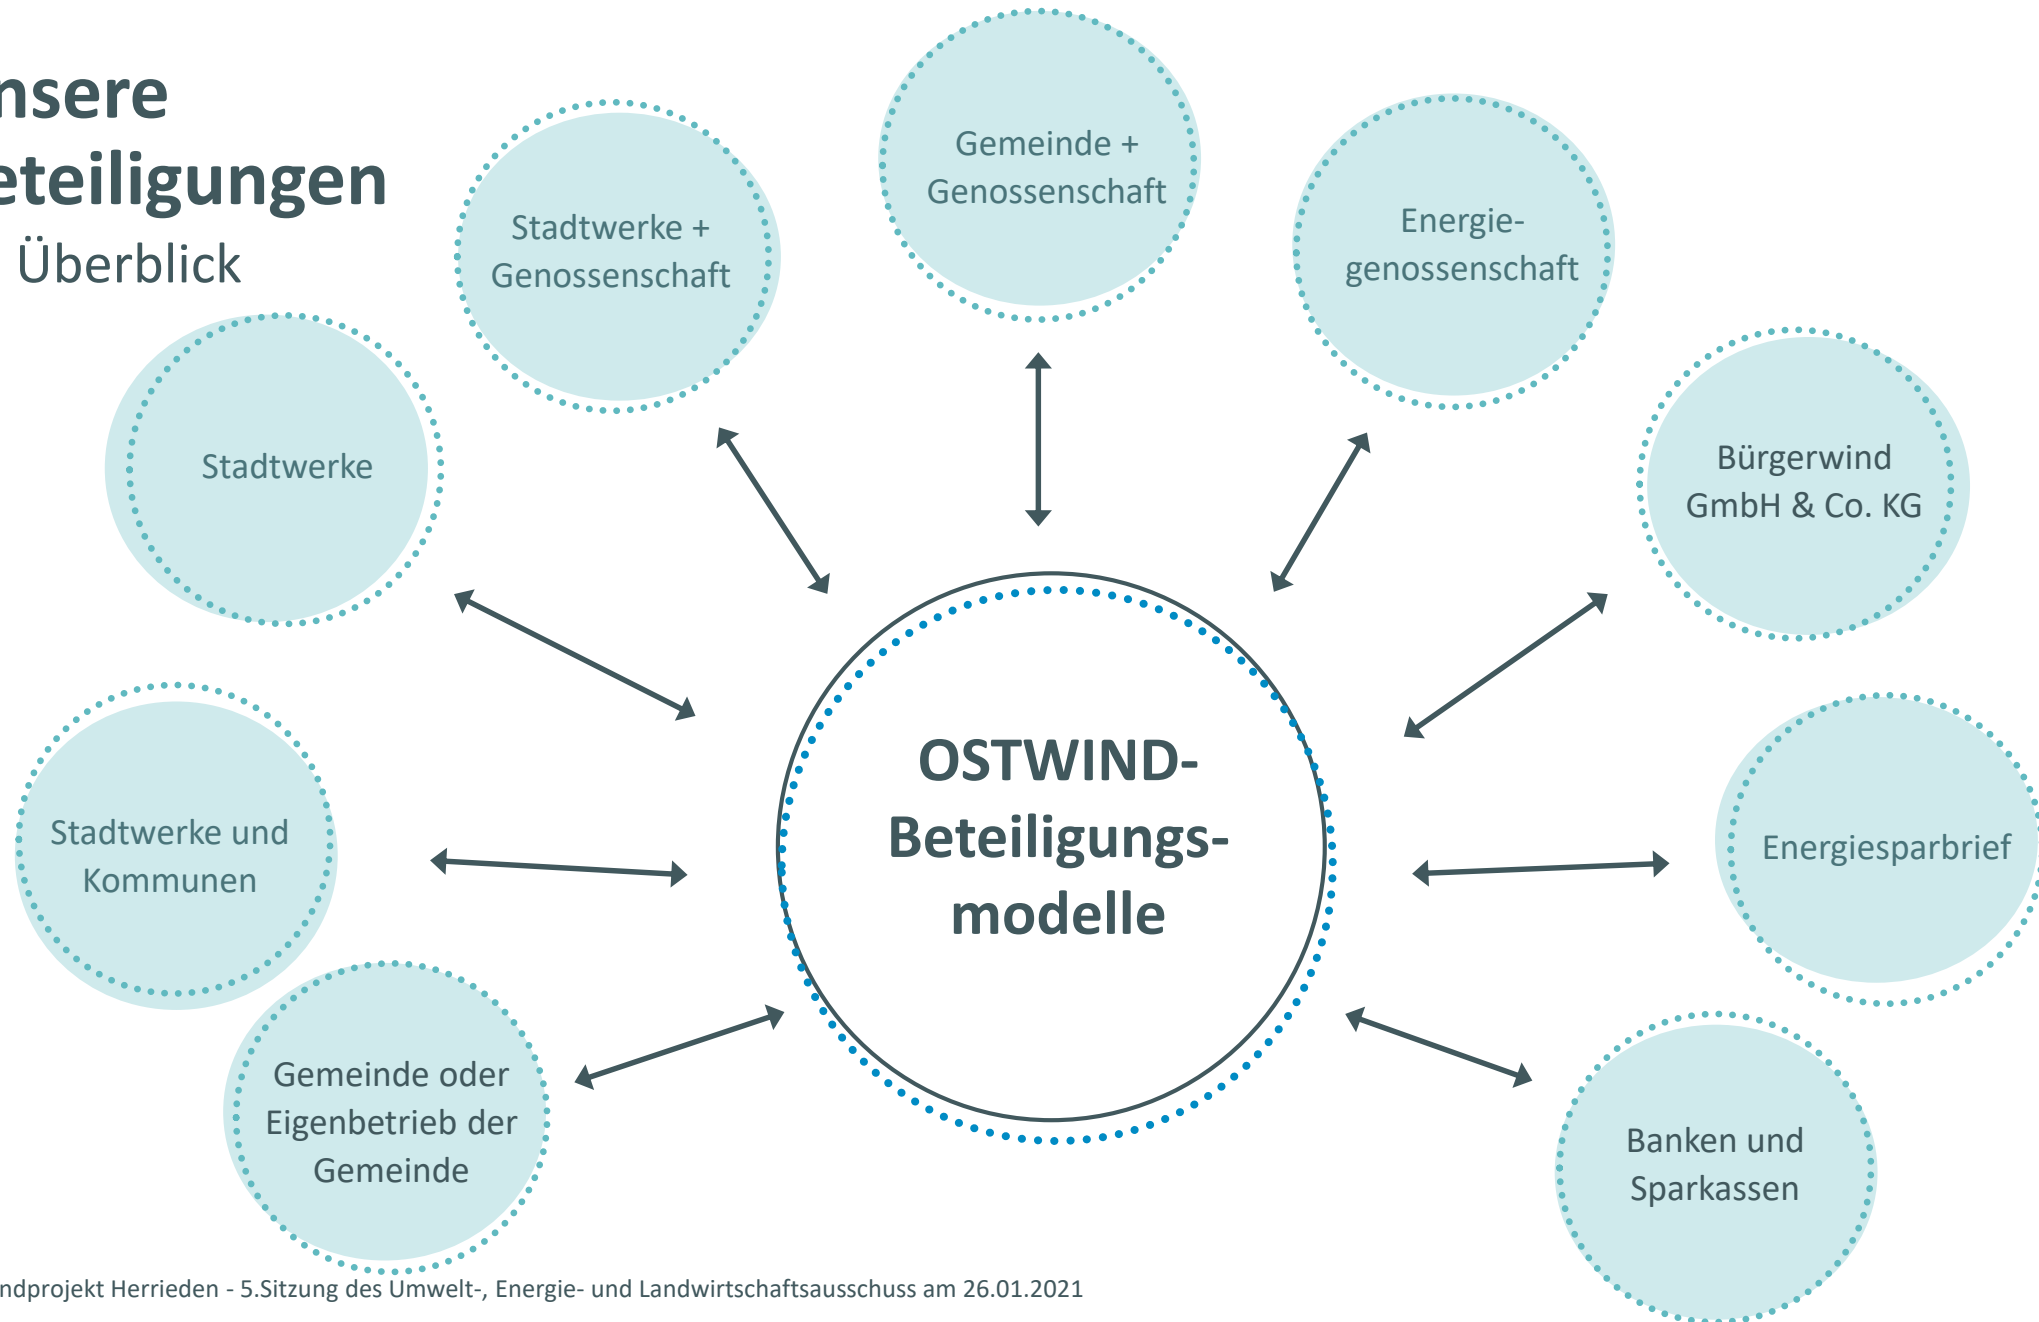 nsere
eteiligungen
Überblick
Gemeinde +
Genossenschaft
Stadtwerke +
Genossenschaft
Energie-
genossenschaft
Stadtwerke
Bürgerwind
GmbH & Co. KG
OSTWIND-
Beteiligungs-
modelle
Stadtwerke und
Kommunen
Energiesparbrief
Gemeinde oder
Eigenbetrieb der
Gemeinde
Banken und
Sparkassen
ndprojekt Herrieden - 5.Sitzung des Umwelt-, Energie- und Landwirtschaftsausschuss am 26.01.2021